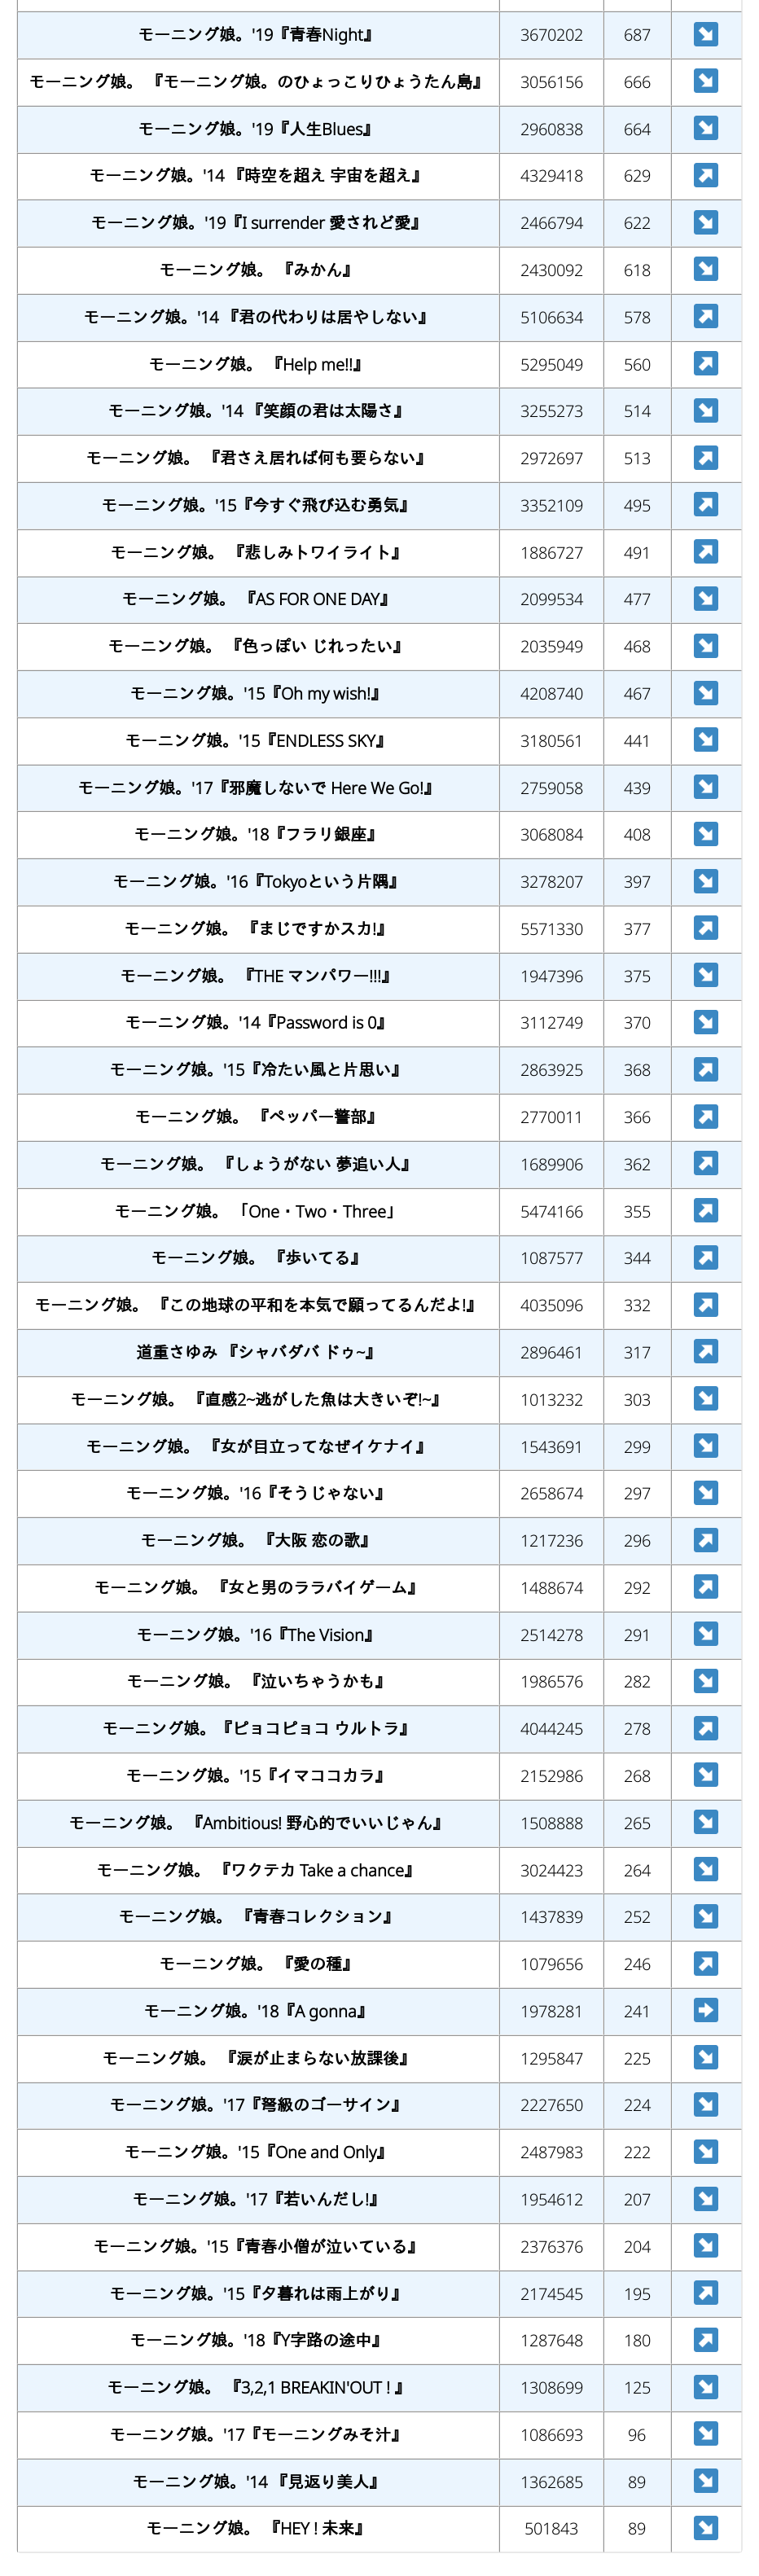 モーニング娘。'19『青春Night』 3670202 687
モーニング娘。 『モーニング娘。のひょっこりひょうたん島』 3056156 666
モーニング娘。'19『人生Blues』 2960838 664
モーニング娘。'14 『時空を超え 宇宙を超え』 4329418 629
モーニング娘。'19『I surrender 愛されど愛』 2466794 622
モーニング娘。 『みかん』 2430092 618
モーニング娘。'14 『君の代わりは居やしない』 5106634 578
モーニング娘。 『Help me!!』 5295049 560
モーニング娘。'14 『笑顔の君は太陽さ』 3255273 514
モーニング娘。 『君さえ居れば何も要らない』 2972697 513
モーニング娘。'15『今すぐ飛び込む勇気』 3352109 495
モーニング娘。 『悲しみトワイライト』 1886727 491
モーニング娘。 『AS FOR ONE DAY』 2099534 477
モーニング娘。 『色っぽい じれったい』 2035949 468
モーニング娘。'15『Oh my wish!』 4208740 467
モーニング娘。'15『ENDLESS SKY』 3180561 441
モーニング娘。'17『邪魔しないで Here We Go!』 2759058 439
モーニング娘。'18『フラリ銀座』 3068084 408
モーニング娘。'16『Tokyoという片隅』 3278207 397
モーニング娘。 『まじですかスカ!』 5571330 377
モーニング娘。 『THE マンパワー!!!』 1947396 375
モーニング娘。'14『Password is 0』 3112749 370
モーニング娘。'15『冷たい風と片思い』 2863925 368
モーニング娘。 『ペッパー警部』 2770011 366
モーニング娘。 『しょうがない 夢追い人』 1689906 362
モーニング娘。 「One・Two・Three」 5474166 355
モーニング娘。 『歩いてる』 1087577 344
モーニング娘。 『この地球の平和を本気で願ってるんだよ!』 4035096 332
道重さゆみ 『シャバダバ ドゥ~』 2896461 317
モーニング娘。 『直感2~逃がした魚は大きいぞ!~』 1013232 303
モーニング娘。 『女が目立ってなぜイケナイ』 1543691 299
モーニング娘。'16『そうじゃない』 2658674 297
モーニング娘。 『大阪 恋の歌』 1217236 296
モーニング娘。 『女と男のララバイゲーム』 1488674 292
モーニング娘。'16『The Vision』 2514278 291
モーニング娘。 『泣いちゃうかも』 1986576 282
モーニング娘。『ピョコピョコ ウルトラ』 4044245 278
モーニング娘。'15『イマココカラ』 2152986 268
モーニング娘。 『Ambitious! 野心的でいいじゃん』 1508888 265
モーニング娘。 『ワクテカ Take a chance』 3024423 264
モーニング娘。 『青春コレクション』 1437839 252
モーニング娘。 『愛の種』 1079656 246
モーニング娘。'18『A gonna』 1978281 241
モーニング娘。 『涙が止まらない放課後』 1295847 225
モーニング娘。'17『弩級のゴーサイン』 2227650 224
モーニング娘。'15『One and Only』 2487983 222
モーニング娘。'17『若いんだし!』 1954612 207
モーニング娘。'15『青春小僧が泣いている』 2376376 204
モーニング娘。'15『夕暮れは雨上がり』 2174545 195
モーニング娘。'18『Y字路の途中』 1287648 180
モーニング娘。 『3,2,1 BREAKIN'OUT ! 』 1308699 125
モーニング娘。'17『モーニングみそ汁』 1086693 96
モーニング娘。'14 『見返り美人』 1362685 89
モーニング娘。 『HEY ! 未来』 501843 89